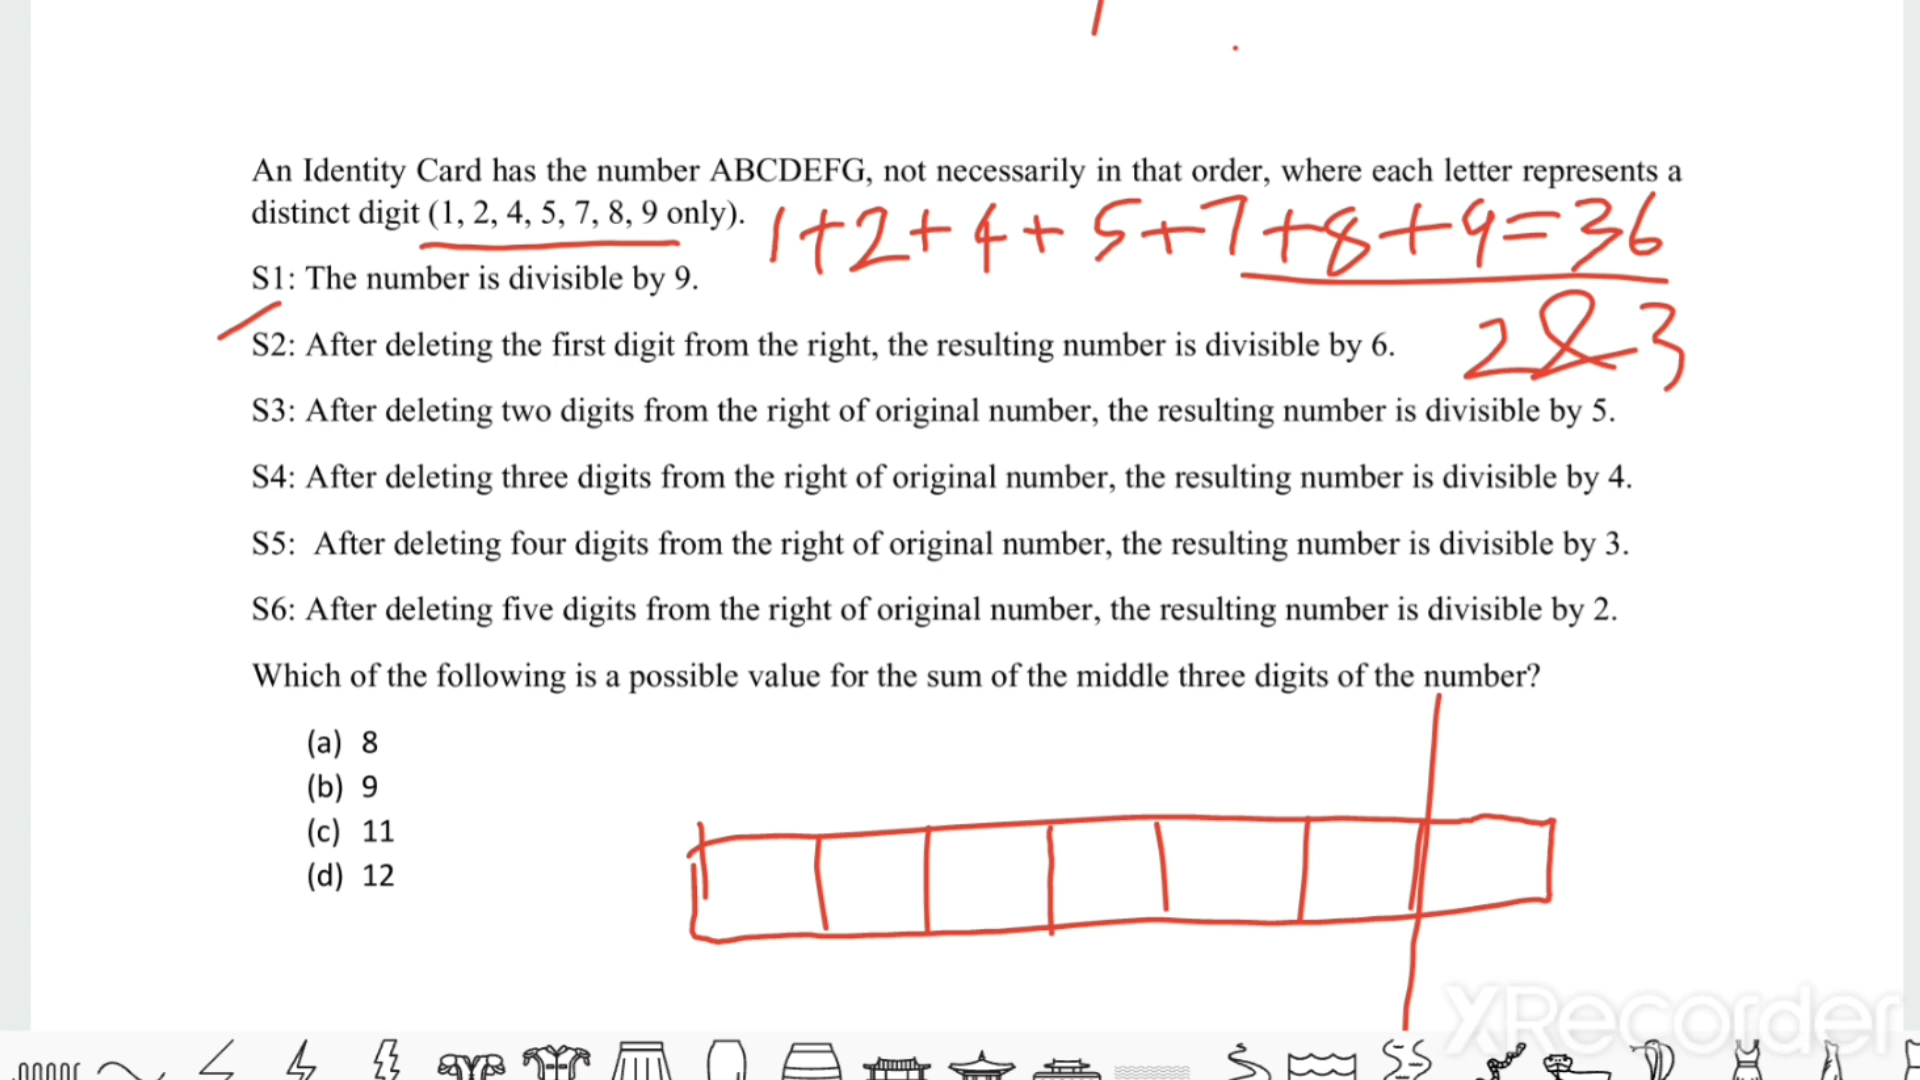 An Identity Card has the number ABCDEFG, not necessarily in that order, where each letter represents a
distinct digit (1, 2, 4, 5, 7, 8, 9 only).
1+2+4+5+7+8+9=36
S1: The number is divisible by 9.
S2: After deleting the first digit from the right, the resulting number is divisible by 6.
2&3
S3: After deleting two digits from the right of original number, the resulting number is divisible by 5.
S4: After deleting three digits from the right of original number, the resulting number is divisible by 4.
S5: After deleting four digits from the right of original number, the resulting number is divisible by 3.
S6: After deleting five digits from the right of original number, the resulting number is divisible by 2.
Which of the following is a possible value for the sum of the middle three digits of the number?
(a) 8
(b) 9
(c) 11
(d) 12
XRecorder